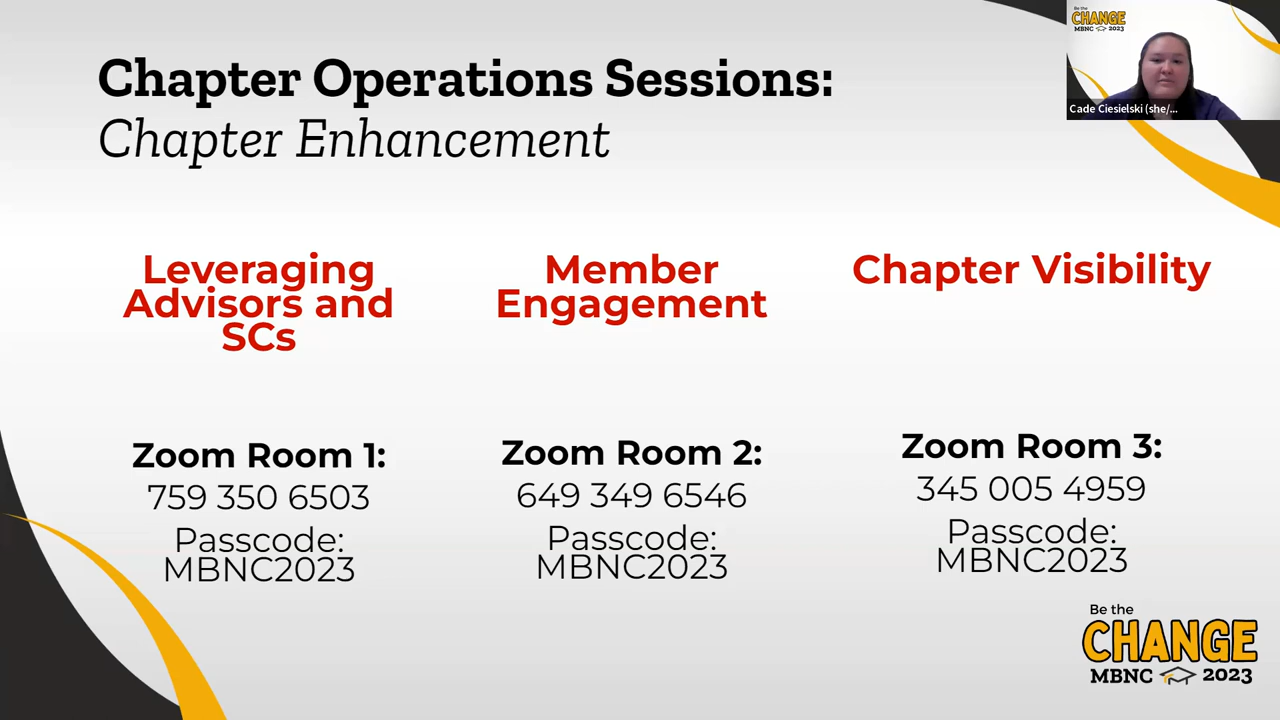 Chapter Operations Sessions:
Chapter Enhancement
Be the
CHANGE
MBNC 2023
Cade Ciesielski (she/...
Leveraging
Advisors and
SCs
Member
Engagement
Chapter Visibility
Zoom Room 1:
759 350 6503
Passcode:
MBNC2023
Zoom Room 2:
649 349 6546
Passcode:
MBNC2023
Zoom Room 3:
345 005 4959
Passcode:
MBNC2023
Be the
CHANGE
MBNC 2023